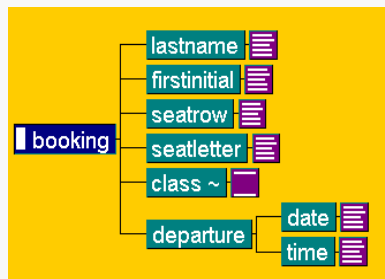 lastname
firstinitial
seatrow
booking
seatletter
class ~
departure
date
time